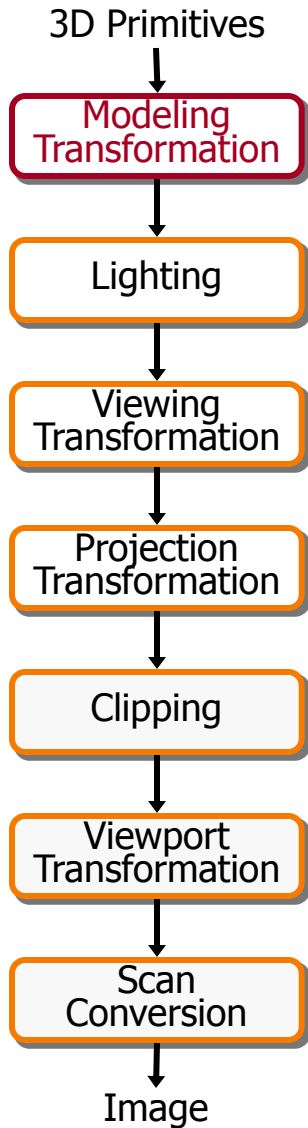 3D Primitives
Modeling
Transformation
Lighting
Viewing
Transformation
Projection
Transformation
Clipping
Viewport
Transformation
Scan
Conversion
Image